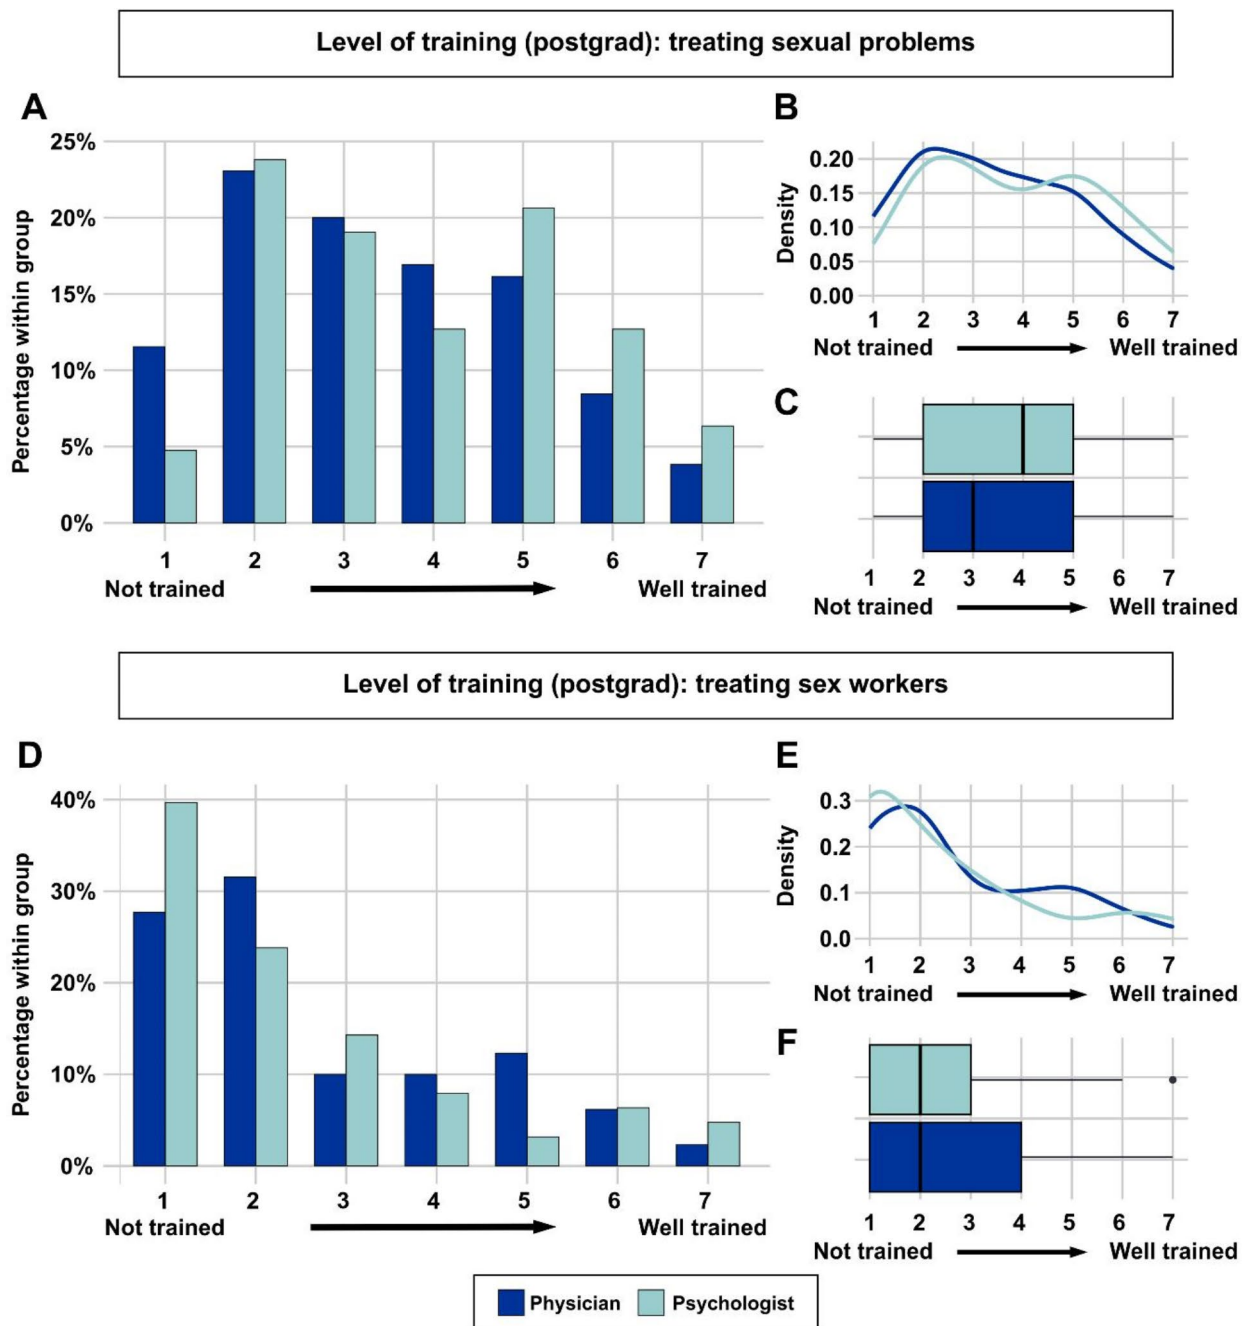 Level of training (postgrad): treating sexual problems
A
Percentage within group
25%
20%
15%
10%
5%
0%
1 2 3 4 5 6 7
Not trained Well trained
B
Density
0.20
0.15
0.10
0.05
0.00
1 2 3 4 5 6 7
Not trained Well trained
C
1 2 3 4 5 6 7
Not trained Well trained
Level of training (postgrad): treating sex workers
D
Percentage within group
40%
30%
20%
10%
0%
1 2 3 4 5 6 7
Not trained Well trained
E
Density
0.3
0.2
0.1
0.0
1 2 3 4 5 6 7
Not trained Well trained
F
1 2 3 4 5 6 7
Not trained Well trained
Physician Psychologist